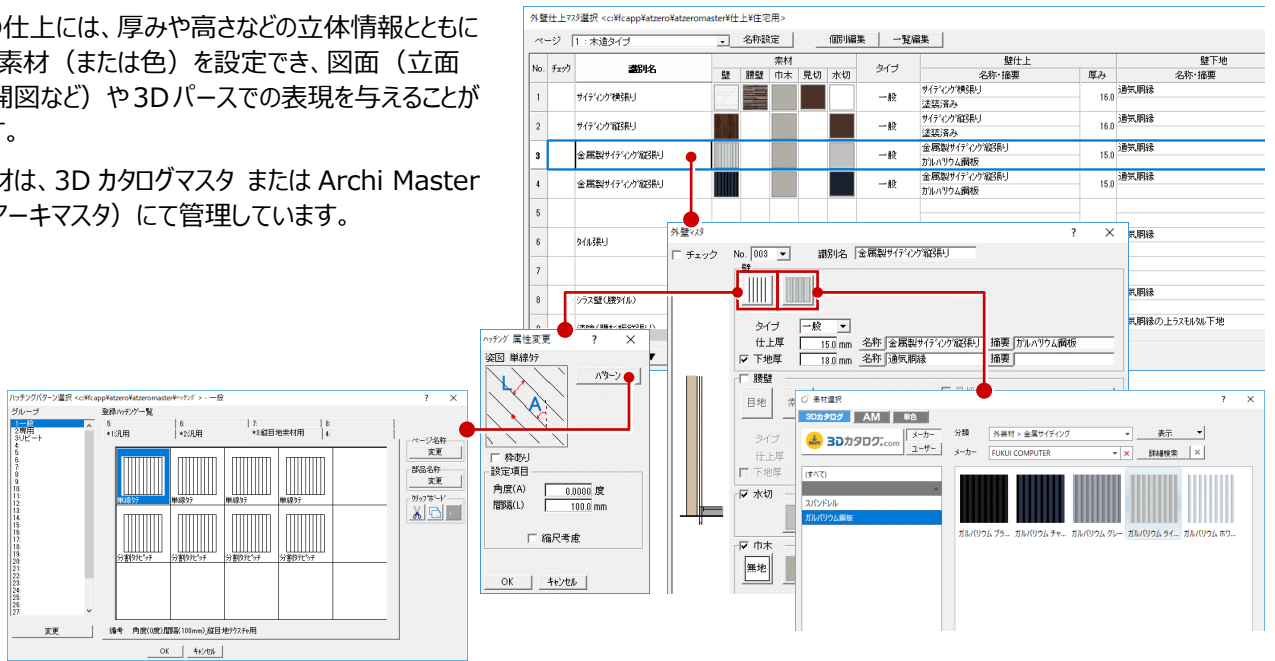 の仕上には、厚みや高さなどの立体情報とともに
素材（または色）を設定でき、図面（立面
開図など）や3Dパースでの表現を与えることが
す。
材は、3D カタログマスタ または Archi Master
アーキマスタ）にて管理しています。
外壁仕上マスタ選択 <c:¥fcapp¥atzero¥atzeromaster¥仕上¥住宅用>
ページ 1：木造タイプ 名称設定 個別編集 一覧編集
No. チェック 識別名 素材 タイプ 壁仕上 壁下地
壁 腰壁 巾木 見切 水切 名称・摘要 厚み 名称・摘要
1 サイディング横張り 一般 サイディング横張り 16.0 通気胴縁
塗装済み
2 サイディング縦張り 一般 サイディング縦張り 16.0 通気胴縁
塗装済み
3 金属製サイディング縦張り 一般 金属製サイディング縦張り 15.0 通気胴縁
ガルバリウム鋼板
4 金属製サイディング縦張り 一般 金属製サイディング縦張り 15.0 通気胴縁
ガルバリウム鋼板
5
6 タイル張り 気胴縁
7
8 シラス壁（腰タイル） 気胴縁
気胴縁の上ラスモルタル下地
外壁マスタ ? ×
チェック No. 003 識別名 金属製サイディング縦張り
壁
タイプ 一般
仕上厚 15.0 mm 名称 金属製サイディング縦張り 摘要 ガルバリウム鋼板
下地厚 18.0 mm 名称 通気胴縁 摘要
腰壁
目地
タイプ
仕上厚
下地厚
水切
巾木
無地
ハッチング 属性変更 ? ×
姿図 単線タテ
L
A
パターン
枠あり
設定項目
角度(A) 0.0000 度
間隔(L) 100.0 mm
縮尺考慮
OK キャンセル
ハッチングパターン選択 <c:¥fcapp¥atzero¥atzeromaster¥ハッチング > - 一般 ? ×
グループ 登録ハッチング一覧
1:一般
2:専用
3:リピート
4:
5:
6:
7:
8:
9:
10:
11:
12:
13:
14:
15:
16:
17:
18:
19:
20:
21:
22:
23:
24:
25:
26:
27:
変更
5: 6: 7: 8:
*1:汎用 *2:汎用 *3:縦目地素材用 4:
単線タテ 単線タテ 単線タテ 単線タテ
分割タテピッチ 分割タテピッチ 分割タテピッチ 分割タテピッチ
ページ名称
変更
部品名称
変更
クリップボード
備考 角度(0度)間隔(100mm)_縦目地テクスチャ用
OK キャンセル
素材選択 ? ×
3Dカタログ AM 単色
3Dカタログ.com メーカー
ユーザー
分類 外装材 > 金属サイディング 表示
メーカー FUKUI COMPUTER × 詳細検索 ×
(すべて)
スパンドレル
ガルバリウム鋼板
ガルバリウム ブラ... ガルバリウム チャ... ガルバリウム グレー ガルバリウム ライ... ガルバリウム ホワ...